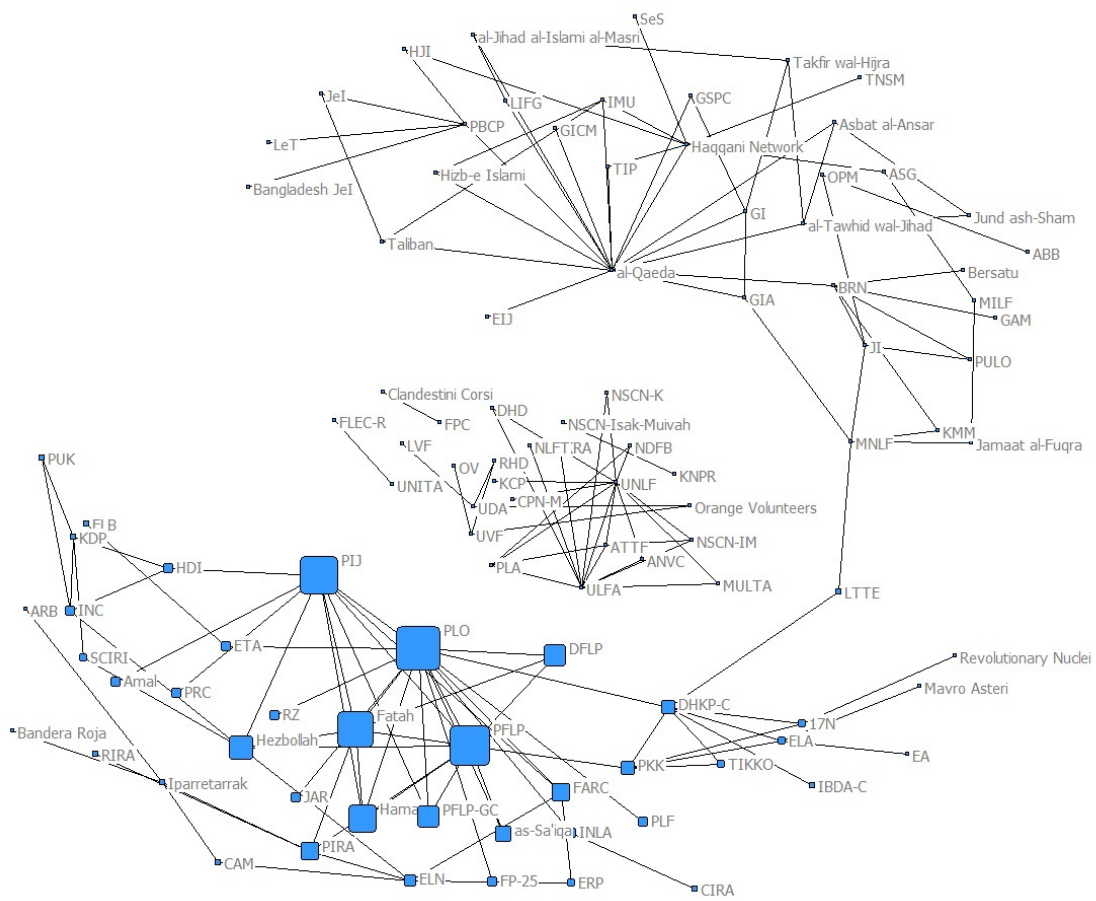 SeS
al-Jihad al-Islami al-Masri
HJI
Takfir wal-Hijra
TNSM
JeI
LIFG
IMU
GSPC
PBCP
GICM
Asbat al-Ansar
LeT
Haqqani Network
Hizb-e Islami
TIP
OPM
ASG
Bangladesh JeI
GI
al-Tawhid wal-Jihad
Jund ash-Sham
Taliban
ABB
al-Qaeda
Bersatu
BRN
GIA
MILF
EIJ
GAM
JI
PULO
Clandestini Corsi
NSCN-K
DHD
FLEC-R
FPC
NSCN-Isak-Muivah
LVF
NLFT
RA
NDFB
MNLF
KMM
Jamaat al-Fuqra
PUK
OV
RHD
KNPR
UNITA
KCP
UNLF
CPN-M
UDA
Orange Volunteers
FLB
KDP
UVF
ATTF
NSCN-IM
HDI
PIJ
PLA
ANVC
ULFA
MULTA
LTTE
ARB
INC
PLO
ETA
DFLP
SCIRI
Revolutionary Nuclei
Amal
PRC
Mavro Asteri
DHKP-C
RZ
Fatah
17N
Bandera Roja
Hezbollah
PFLP
ELA
RIRA
EA
PKK
TIKKO
Iparretarrak
IBDA-C
JAR
FARC
Hama
PFLP-GC
PLF
as-Sa'iqa
INLA
PIRA
CAM
ELN
FP-25
ERP
CIRA